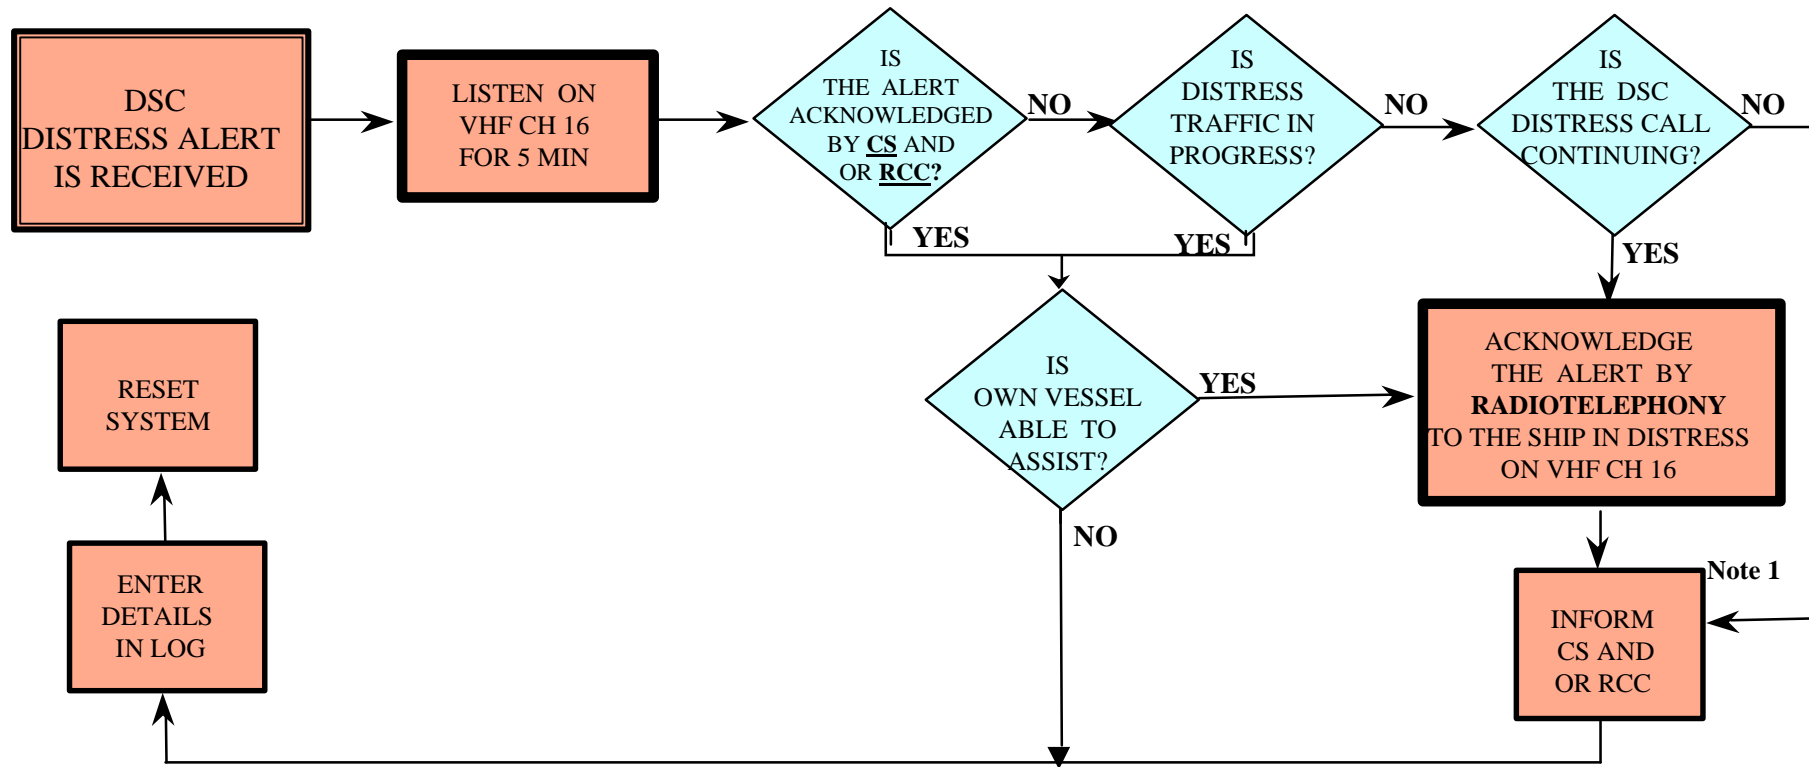 DSC
DISTRESS ALERT
IS RECEIVED
LISTEN ON
VHF CH 16
FOR 5 MIN
IS
THE ALERT
ACKNOWLEDGED
BY CS AND
OR RCC?
NO
YES
IS
DISTRESS
TRAFFIC IN
PROGRESS?
NO
YES
IS
THE DSC
DISTRESS CALL
CONTINUING?
NO
YES
IS
OWN VESSEL
ABLE TO
ASSIST?
YES
NO
ACKNOWLEDGE
THE ALERT BY
RADIOTELEPHONY
TO THE SHIP IN DISTRESS
ON VHF CH 16
Note 1
INFORM
CS AND
OR RCC
ENTER
DETAILS
IN LOG
RESET
SYSTEM